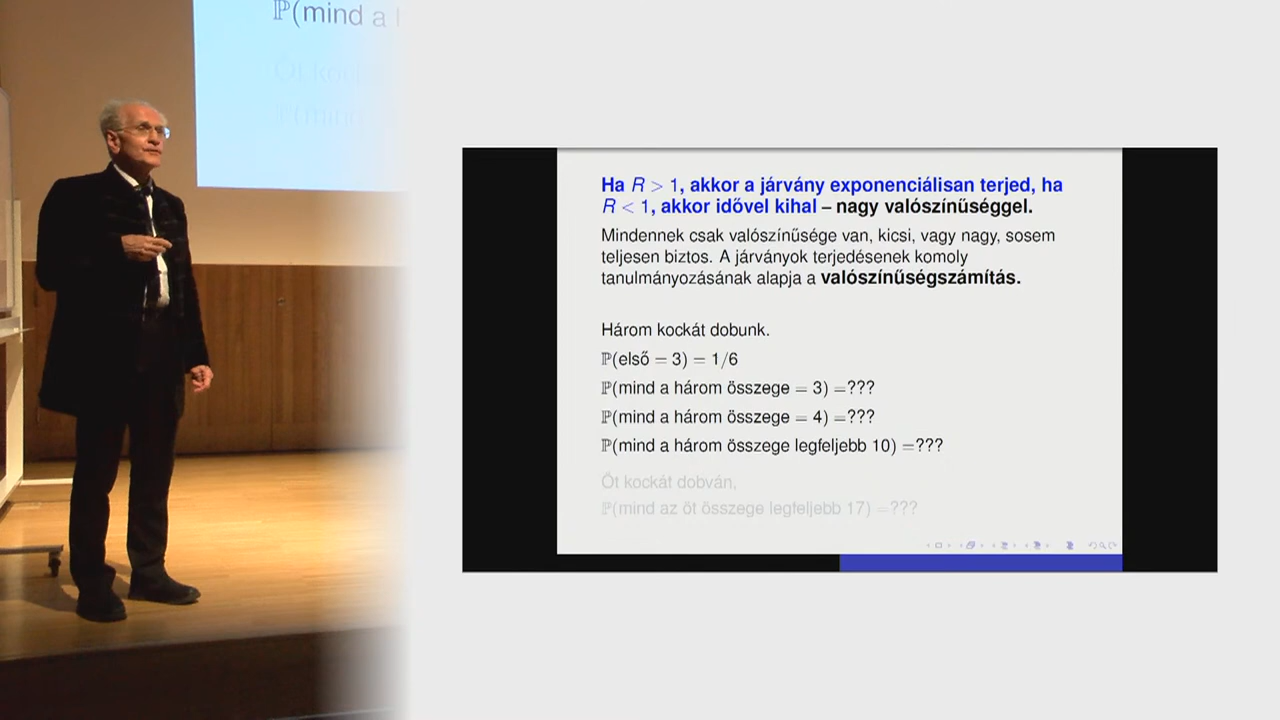 ℙ(mind a
Ha R > 1, akkor a járvány exponenciálisan terjed, ha
R < 1, akkor idővel kihal – nagy valószínűséggel.
Mindennek csak valószínűsége van, kicsi, vagy nagy, sosem
teljesen biztos. A járványok terjedésenek komoly
tanulmányozásának alapja a valószínűségszámítás.
Három kockát dobunk.
ℙ(első = 3) = 1/6
ℙ(mind a három összege = 3) =???
ℙ(mind a három összege = 4) =???
ℙ(mind a három összege legfeljebb 10) =???
Öt kockát dobván,
ℙ(mind az öt összege legfeljebb 17) =???